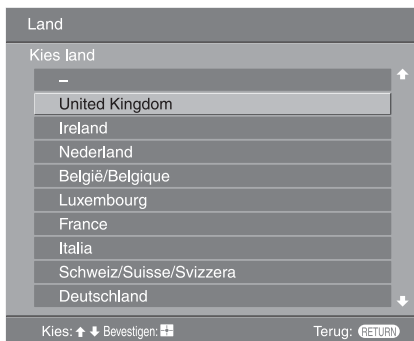 Land
Kies land
–
United Kingdom
Ireland
Nederland
België/Belgique
Luxembourg
France
Italia
Schweiz/Suisse/Svizzera
Deutschland
Kies: Bevestigen: Terug: RETURN